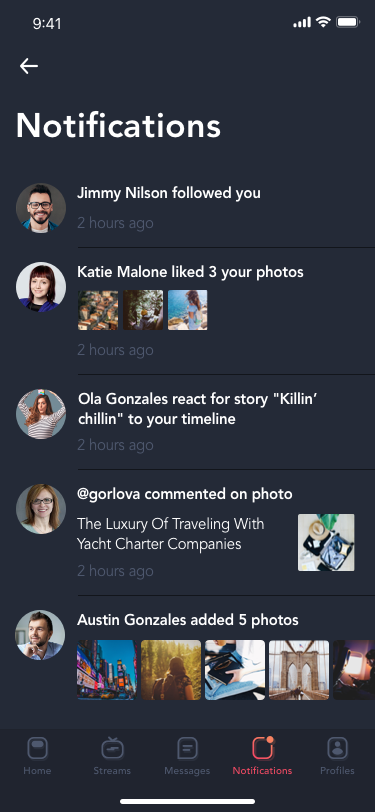 9:41
Notifications
Jimmy Nilson followed you
2 hours ago
Katie Malone liked 3 your photos
2 hours ago
Ola Gonzales react for story "Killin’
chillin" to your timeline
2 hours ago
@gorlova commented on photo
The Luxury Of Traveling With
Yacht Charter Companies
2 hours ago
Austin Gonzales added 5 photos
Home
Streams
Messages
Notifications
Profiles